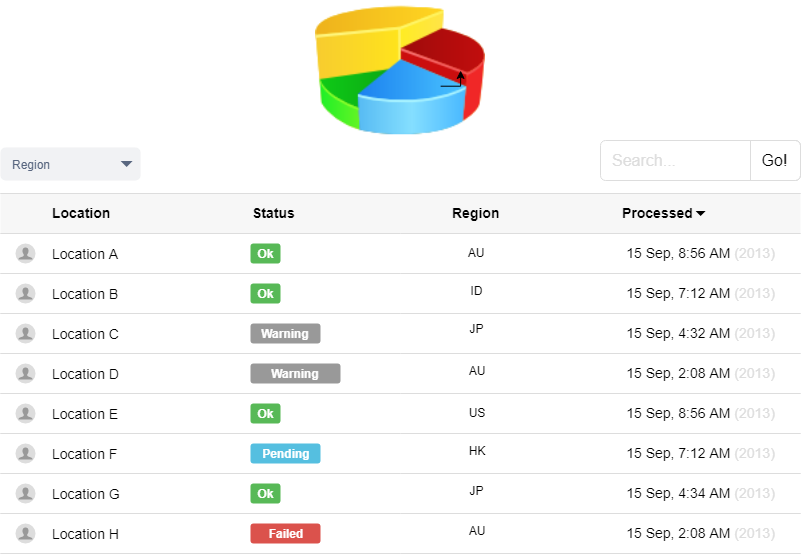 Region
Search...
Go!
Location Status Region Processed
Location A Ok AU 15 Sep, 8:56 AM (2013)
Location B Ok ID 15 Sep, 7:12 AM (2013)
Location C Warning JP 15 Sep, 4:32 AM (2013)
Location D Warning AU 15 Sep, 2:08 AM (2013)
Location E Ok US 15 Sep, 8:56 AM (2013)
Location F Pending HK 15 Sep, 7:12 AM (2013)
Location G Ok JP 15 Sep, 4:34 AM (2013)
Location H Failed AU 15 Sep, 2:08 AM (2013)